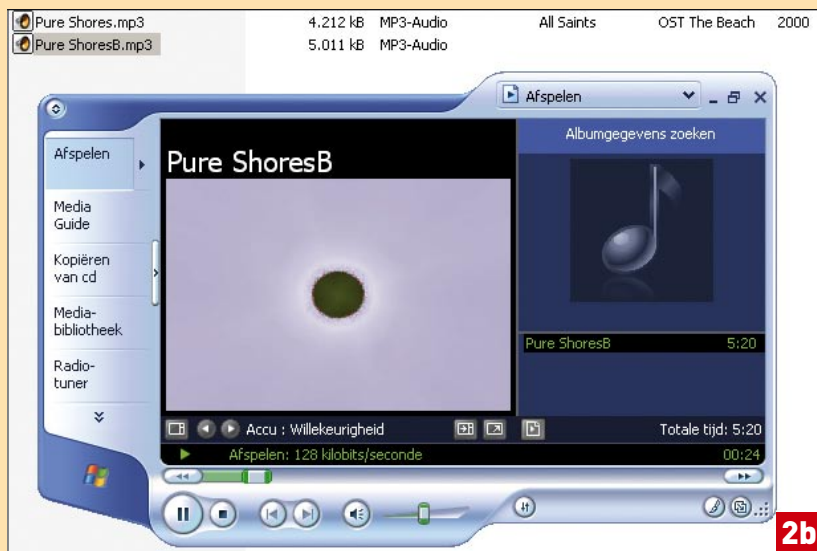 Pure Shores.mp3 4.212 kB MP3-Audio All Saints OST The Beach 2000
Pure ShoresB.mp3 5.011 kB MP3-Audio
Afspelen
Afspelen
Media
Guide
Kopiëren
van cd
Media-
bibliotheek
Radio-
tuner
Pure ShoresB
Albumgegevens zoeken
Pure ShoresB 5:20
Accu : Willekeurigheid
Totale tijd: 5:20
Afspelen: 128 kilobits/seconde 00:24
2b